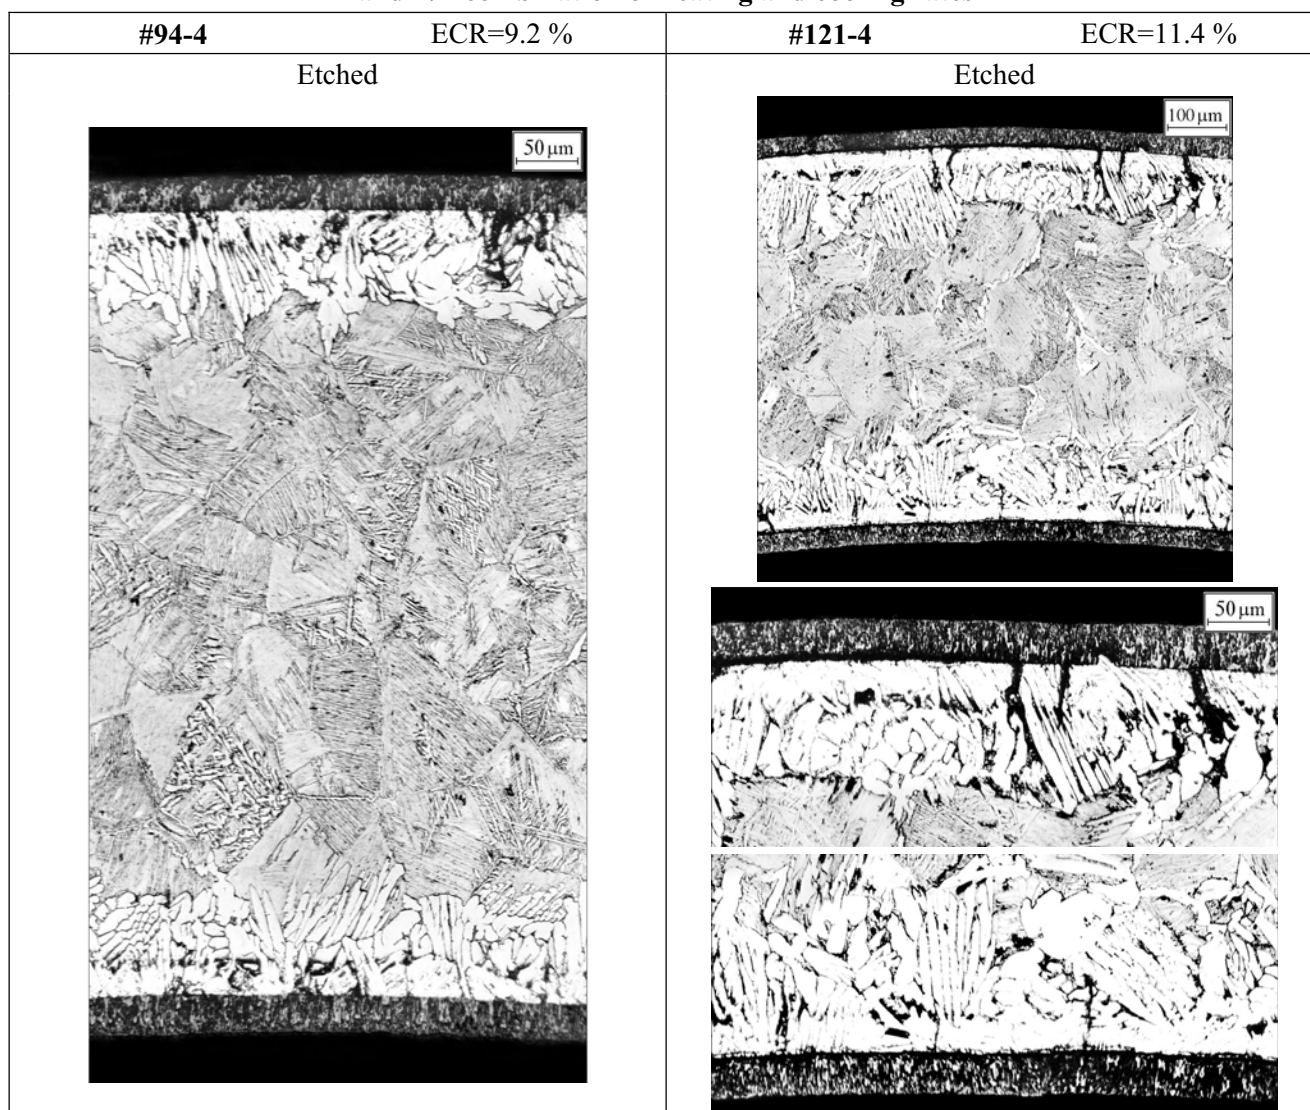 #94-4 ECR=9.2 % #121-4 ECR=11.4 %
Etched Etched
50 µm
100 µm
50 µm